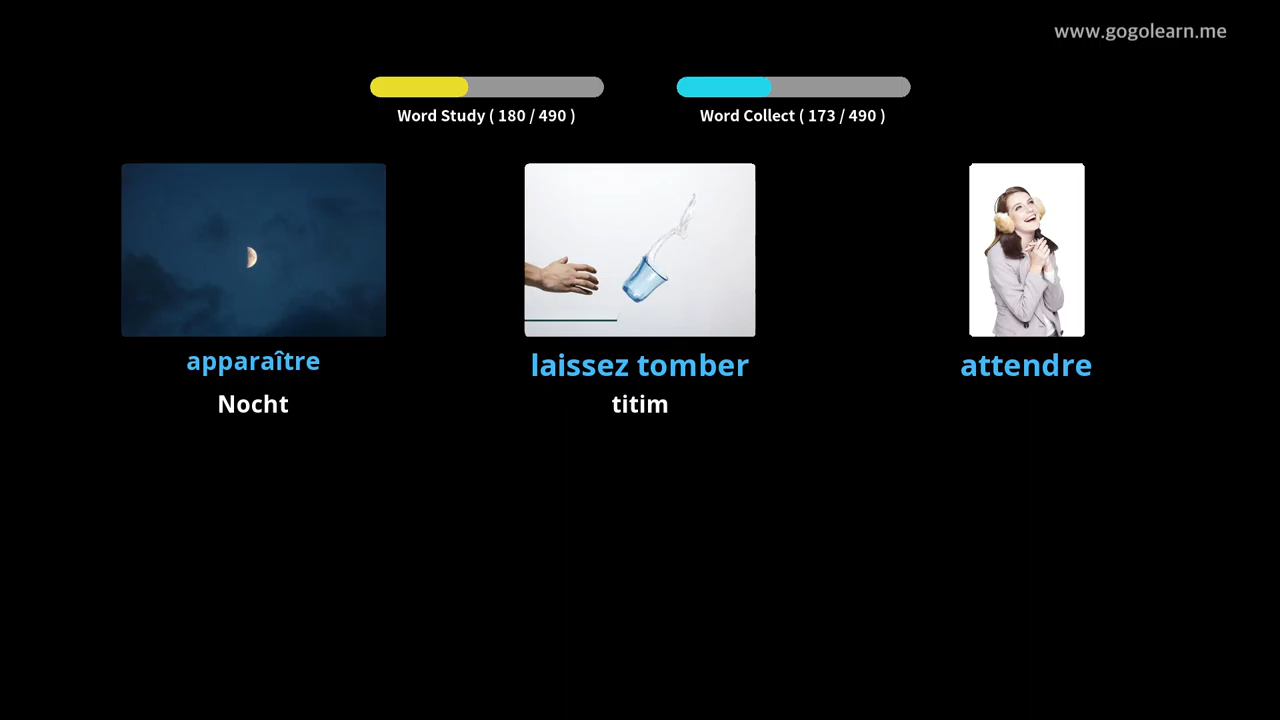 www.gogolearn.me
Word Study ( 180 / 490 )
Word Collect ( 173 / 490 )
apparaître
laissez tomber
attendre
Nocht
titim